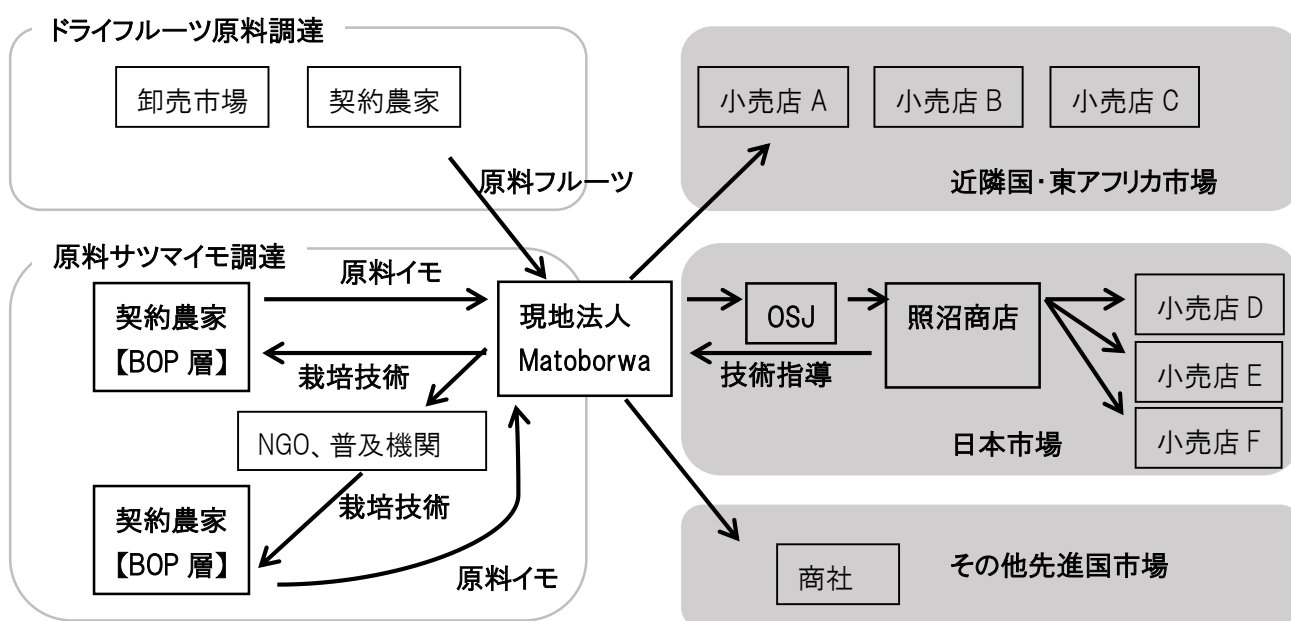 ドライフルーツ原料調達
卸売市場
契約農家
原料フルーツ
小売店 A
小売店 B
小売店 C
近隣国・東アフリカ市場
原料サツマイモ調達
原料イモ
契約農家
【BOP 層】
栽培技術
現地法人
Matoborwa
OSJ
照沼商店
技術指導
小売店 D
小売店 E
小売店 F
日本市場
NGO、普及機関
栽培技術
契約農家
【BOP 層】
原料イモ
商社
その他先進国市場